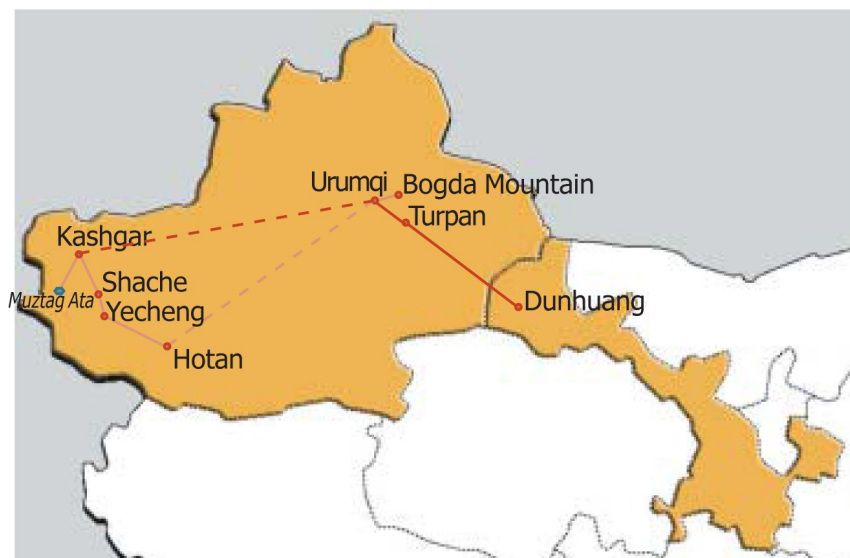 Urumqi
Bogda Mountain
Turpan
Kashgar
Shache
Muztag Ata
Yecheng
Dunhuang
Hotan